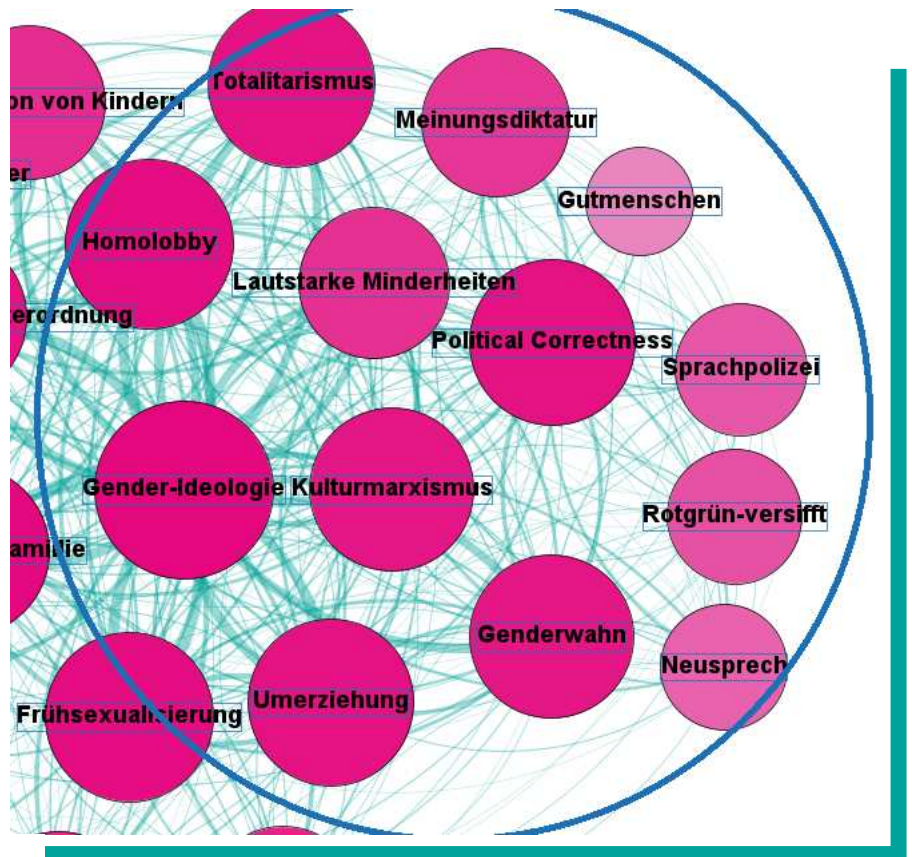 Totalitarismus
on von Kindern
Meinungsdiktatur
er
Gutmenschen
Homolobby
Lautstarke Minderheiten
erordnung
Political Correctness
Sprachpolizei
Gender-Ideologie
Kulturmarxismus
Rotgrün-versifft
amilie
Genderwahn
Neusprech
Umerziehung
Frühsexualisierung